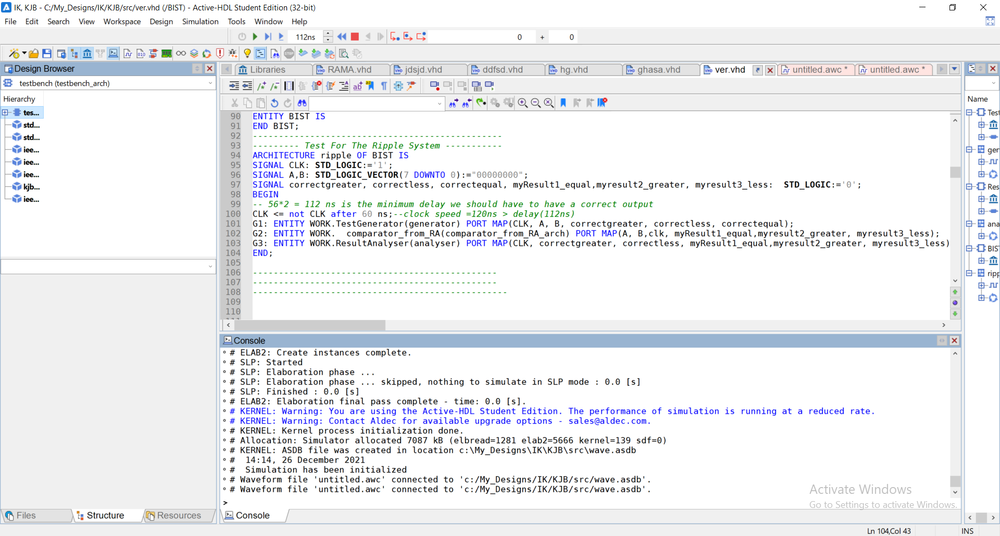 IK, KJB - C:/My_Designs/IK/KJB/src/ver.vhd (/BIST) - Active-HDL Student Edition (32-bit)
File Edit Search View Workspace Design Simulation Tools Window Help
112ns 0 + 0
Design Browser
testbench (testbench_arch)
Hierarchy
tes...
std...
std...
iee...
iee...
iee...
kjb...
iee...
Files Structure Resources
Libraries RAMA.vhd jdsjd.vhd ddfsd.vhd hg.vhd ghasa.vhd ver.vhd untitled.awc * untitled.awc *
90 ENTITY BIST IS
91 END BIST;
92 ------------------------------------------------
93 --------- Test For The Ripple System -----------
94 ARCHITECTURE ripple OF BIST IS
95 SIGNAL CLK: STD_LOGIC:='1';
96 SIGNAL A,B: STD_LOGIC_VECTOR(7 DOWNTO 0):="00000000";
97 SIGNAL correctgreater, correctless, correctequal, myResult1_equal,myresult2_greater, myresult3_less:  STD_LOGIC:='0';
98 BEGIN
99 -- 56*2 = 112 ns is the minimum delay we should have to have a correct output
100 CLK <= not CLK after 60 ns;--clock speed =120ns > delay(112ns)
101 G1: ENTITY WORK.TestGenerator(generator) PORT MAP(CLK, A, B, correctgreater, correctless, correctequal);
102 G2: ENTITY WORK.  comparator_from_RA(comparator_from_RA_arch) PORT MAP(A, B,clk, myResult1_equal,myresult2_greater, myresult3_less);
103 G3: ENTITY WORK.ResultAnalyser(analyser) PORT MAP(CLK, correctgreater, correctless, myResult1_equal,myresult2_greater, myresult3_less)
104 END;
105
106 -----------------------------------------------
107 -----------------------------------------------
108 -------------------------------------------------
109
110
Console
# ELAB2: Create instances complete.
# SLP: Started
# SLP: Elaboration phase ...
# SLP: Elaboration phase ... skipped, nothing to simulate in SLP mode : 0.0 [s]
# SLP: Finished : 0.0 [s]
# ELAB2: Elaboration final pass complete - time: 0.0 [s].
# KERNEL: Warning: You are using the Active-HDL Student Edition. The performance of simulation is running at a reduced rate.
# KERNEL: Warning: Contact Aldec for available upgrade options - sales@aldec.com.
# KERNEL: Kernel process initialization done.
# Allocation: Simulator allocated 7087 kB (elbread=1281 elab2=5666 kernel=139 sdf=0)
# KERNEL: ASDB file was created in location c:\My_Designs\IK\KJB\src\wave.asdb
#  14:14, 26 December 2021
#  Simulation has been initialized
# Waveform file 'untitled.awc' connected to 'c:/My_Designs/IK/KJB/src/wave.asdb'.
# Waveform file 'untitled.awc' connected to 'c:/My_Designs/IK/KJB/src/wave.asdb'.
>
Console
Name
Test
ger
Res
ana
BIS
ripp
Activate Windows
Go to Settings to activate Windows.
Ln 104,Col 43 INS